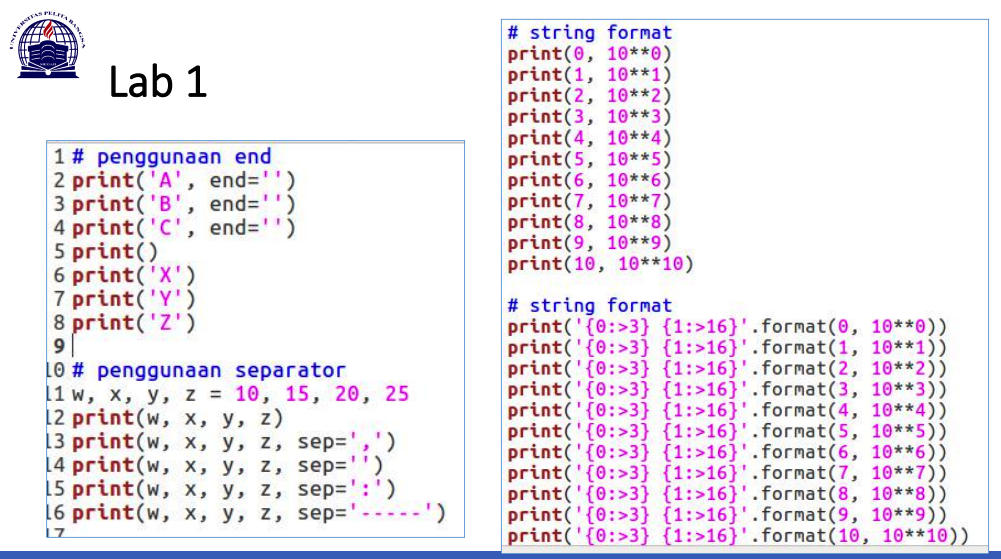 UNIVERSITAS PELITA BANGSA
Lab 1
1 # penggunaan end
2 print('A', end='')
3 print('B', end='')
4 print('C', end='')
5 print()
6 print('X')
7 print('Y')
8 print('Z')
9
10 # penggunaan separator
11 w, x, y, z = 10, 15, 20, 25
12 print(w, x, y, z)
13 print(w, x, y, z, sep=',')
14 print(w, x, y, z, sep='')
15 print(w, x, y, z, sep=':')
16 print(w, x, y, z, sep='-----')
17
# string format
print(0, 10**0)
print(1, 10**1)
print(2, 10**2)
print(3, 10**3)
print(4, 10**4)
print(5, 10**5)
print(6, 10**6)
print(7, 10**7)
print(8, 10**8)
print(9, 10**9)
print(10, 10**10)
# string format
print('{0:>3} {1:>16}'.format(0, 10**0))
print('{0:>3} {1:>16}'.format(1, 10**1))
print('{0:>3} {1:>16}'.format(2, 10**2))
print('{0:>3} {1:>16}'.format(3, 10**3))
print('{0:>3} {1:>16}'.format(4, 10**4))
print('{0:>3} {1:>16}'.format(5, 10**5))
print('{0:>3} {1:>16}'.format(6, 10**6))
print('{0:>3} {1:>16}'.format(7, 10**7))
print('{0:>3} {1:>16}'.format(8, 10**8))
print('{0:>3} {1:>16}'.format(9, 10**9))
print('{0:>3} {1:>16}'.format(10, 10**10))